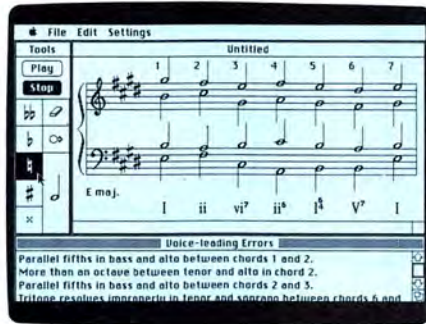 File Edit Settings
Tools
Untitled
Play
Stop
1 2 3 4 5 6 7
E maj.
I ii vi7 ii6 I 5 4 V7 I
Voice-leading Errors
Parallel fifths in bass and alto between chords 1 and 2.
More than an octave between tenor and alto in chord 2.
Parallel fifths in bass and alto between chords 2 and 3.
Tritone resolves improperly in tenor and soprano between chords 6 and